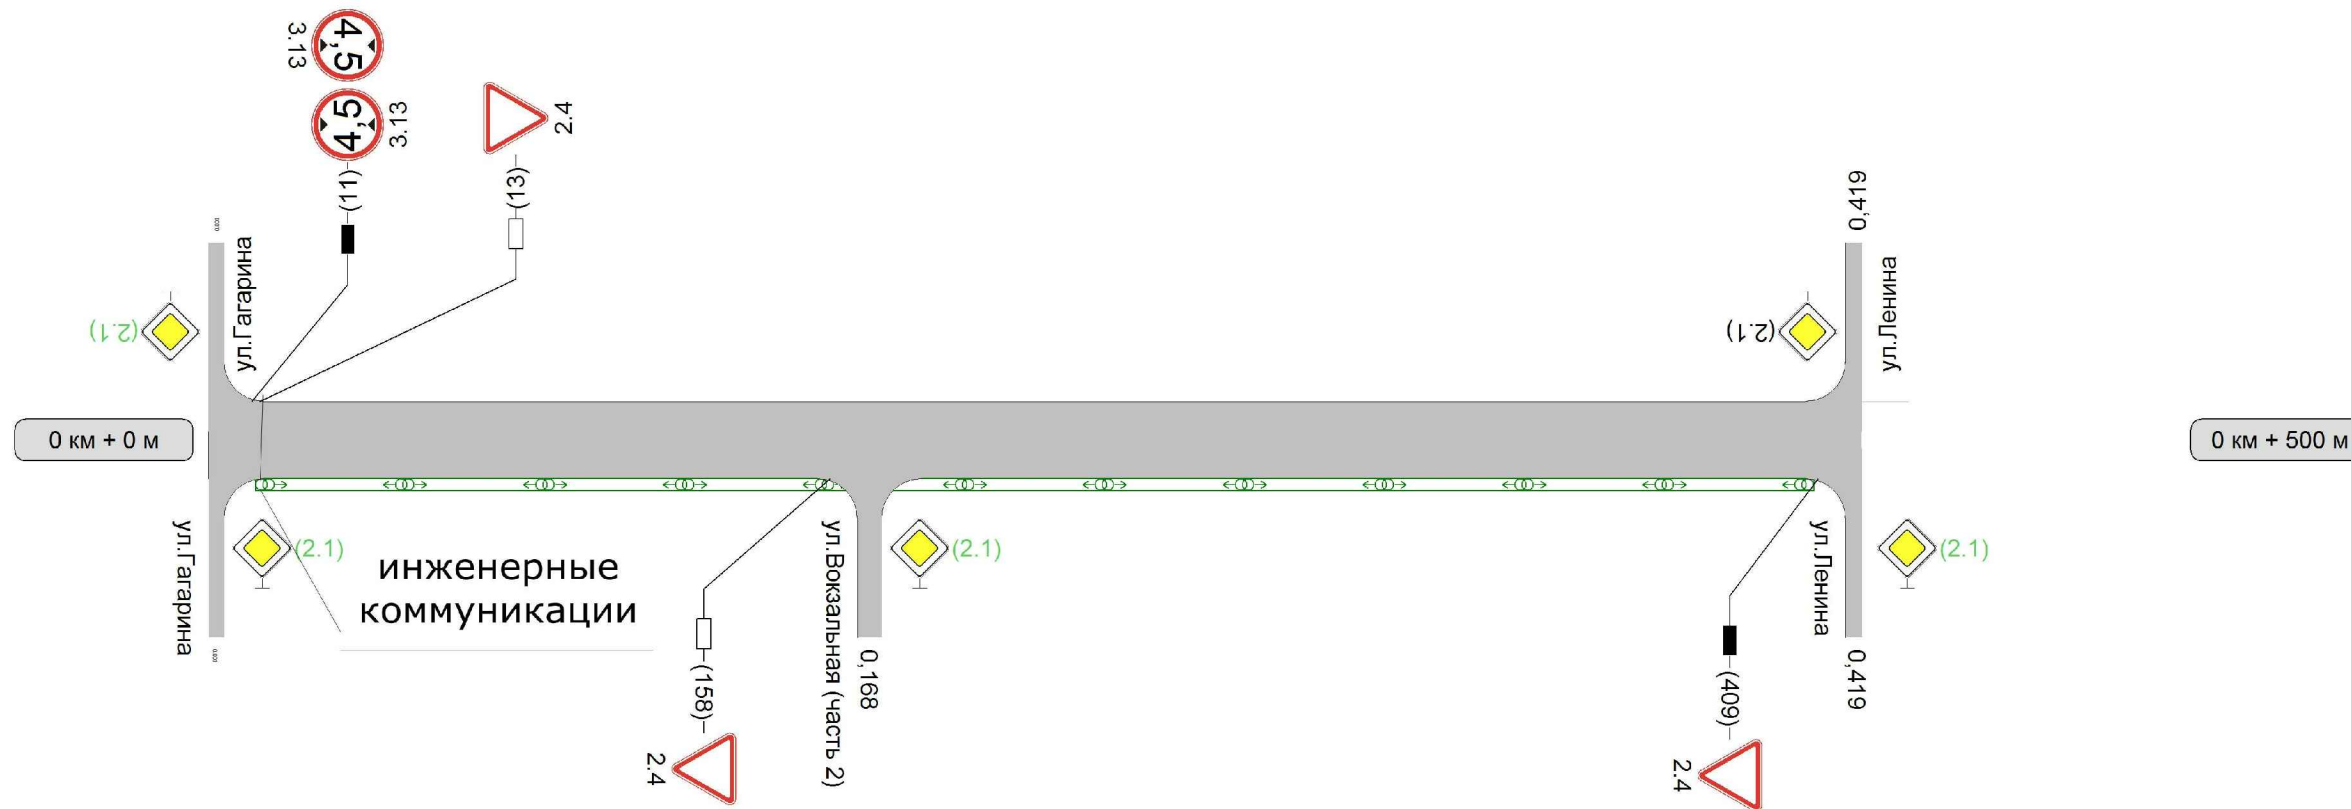 4,5
3.13
4,5
3.13
(11)
2.4
(13)
0,419
ул.Гагарина
(2.1)
(2.1)
ул.Ленина
0 км + 0 м
0 км + 500 м
ул.Гагарина
(2.1)
инженерные
коммуникации
(158)
2.4
ул.Вокзальная (часть 2)
0,168
(2.1)
(409)
2.4
ул.Ленина
0,419
(2.1)